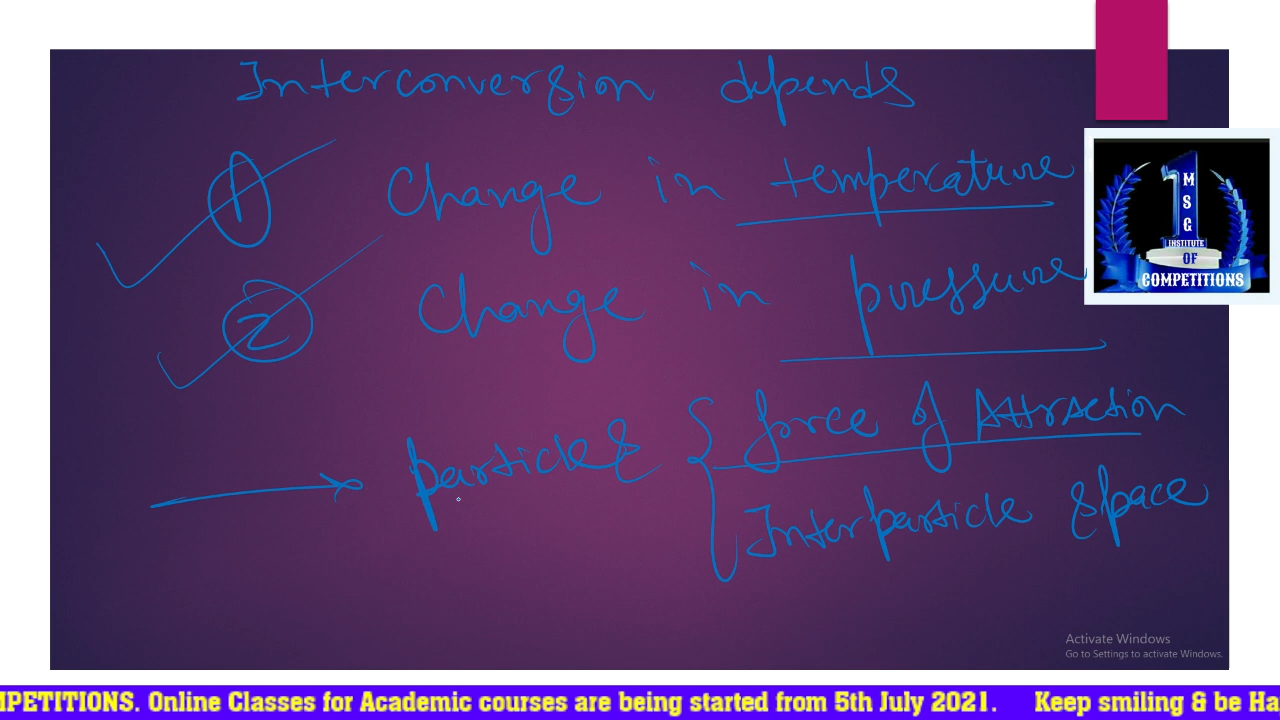 Interconversion depends
1 Change in temperature
2 Change in pressure
particles { force of Attraction
Interparticle space
MSG
INSTITUTE
OF
COMPETITIONS
Activate Windows
Go to Settings to activate Windows.
MPETITIONS. Online Classes for Academic courses are being started from 5th July 2021. Keep smiling & be Ha